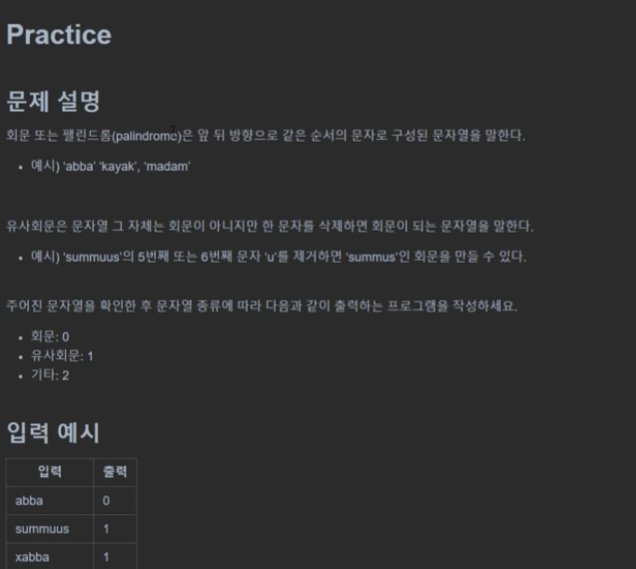 Practice
문제 설명
회문 또는 팰린드롬(palindrome)은 앞 뒤 방향으로 같은 순서의 문자로 구성된 문자열을 말한다.
• 예시) 'abba' 'kayak', 'madam'
유사회문은 문자열 그 자체는 회문이 아니지만 한 문자를 삭제하면 회문이 되는 문자열을 말한다.
• 예시) 'summuus'의 5번째 또는 6번째 문자 'u'를 제거하면 'summus'인 회문을 만들 수 있다.
주어진 문자열을 확인한 후 문자열 종류에 따라 다음과 같이 출력하는 프로그램을 작성하세요.
• 회문: 0
• 유사회문: 1
• 기타: 2
입력 예시
입력 출력
abba 0
summuus 1
xabba 1